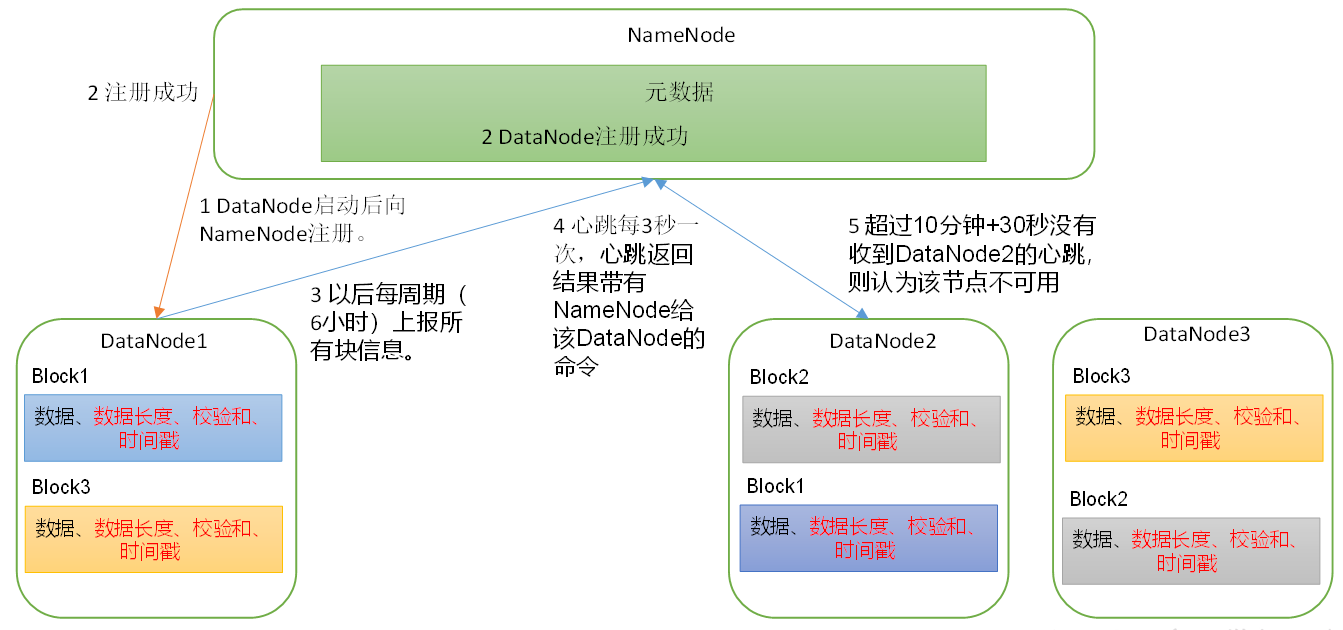 NameNode
元数据
2 DataNode注册成功
2 注册成功
1 DataNode启动后向
NameNode注册。
3 以后每周期（
6小时）上报所
有块信息。
4 心跳每3秒一
次，心跳返回
结果带有
NameNode给
该DataNode的
命令
5 超过10分钟+30秒没有
收到DataNode2的心跳，
则认为该节点不可用
DataNode1
Block1
数据、数据长度、校验和、
时间戳
Block3
数据、数据长度、校验和、
时间戳
DataNode2
Block2
数据、数据长度、校验和、
时间戳
Block1
数据、数据长度、校验和、
时间戳
DataNode3
Block3
数据、数据长度、校验和、
时间戳
Block2
数据、数据长度、校验和、
时间戳